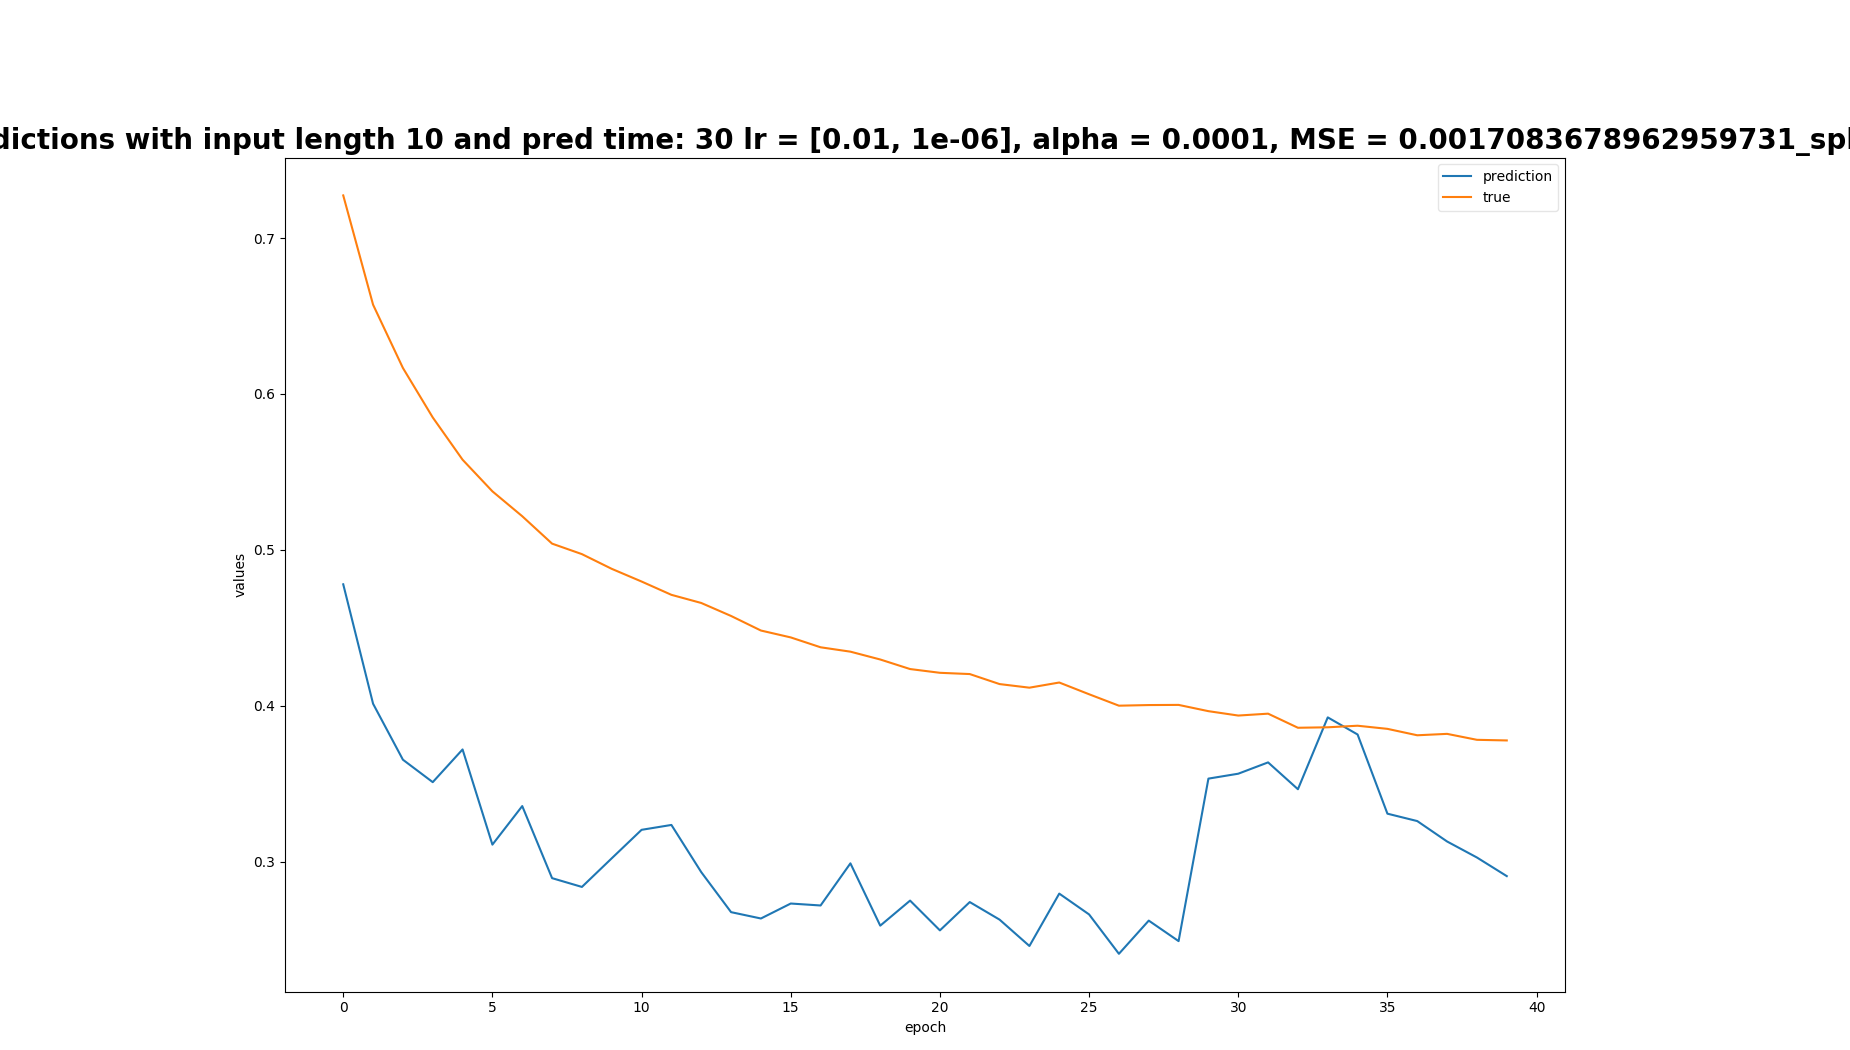 dictions with input length 10 and pred time: 30 lr = [0.01, 1e-06], alpha = 0.0001, MSE = 0.0017083678962959731_spl
prediction
true
0.7
0.6
0.5
0.4
0.3
values
0 5 10 15 20 25 30 35 40
epoch